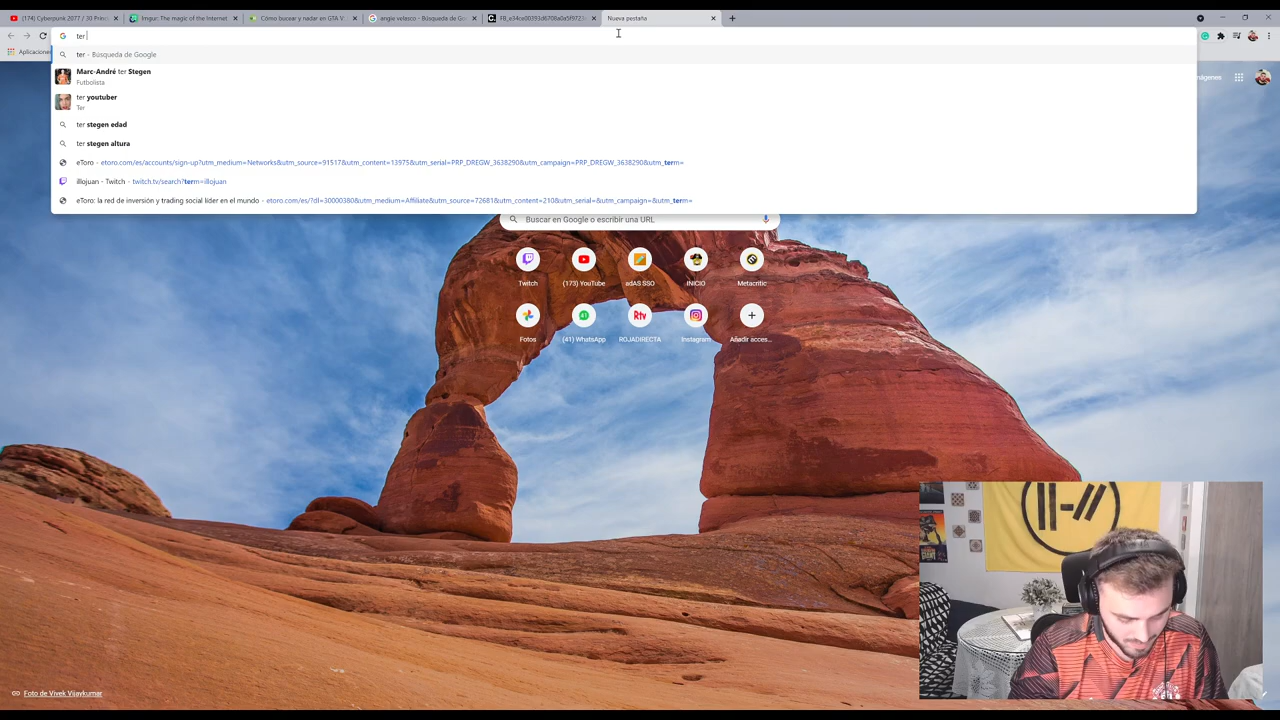 (174) Cyberpunk 2077 / 30 Princi
Imgur: The magic of the Internet
Cómo bucear y nadar en GTA V
angie velasco - Búsqueda de Goo
FB_e34ce00393d6708a0a5f9723
Nueva pestaña
ter
Aplicacione
ter - Búsqueda de Google
Marc-André ter Stegen
Futbolista
ter youtuber
Ter
ter stegen edad
ter stegen altura
eToro - etoro.com/es/accounts/sign-up?utm_medium=Networks&utm_source=91517&utm_content=13975&utm_serial=PRP_DREGW_3638290&utm_campaign=PRP_DREGW_3638290&utm_term=
illojuan - Twitch - twitch.tv/search?term=illojuan
eToro: la red de inversión y trading social líder en el mundo - etoro.com/es/?dl=30000380&utm_medium=Affiliate&utm_source=72681&utm_content=210&utm_serial=&utm_campaign=&utm_term=
mágenes
Buscar en Google o escribir una URL
Twitch
(173) YouTube
adAS SSO
INICIO
Metacritic
Fotos
(41) WhatsApp
ROJADIRECTA
Instagram
Añadir acces...
Foto de Vivek Vijaykumar